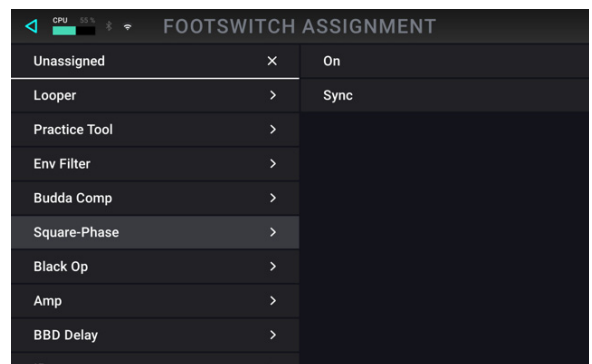 CPU 55 % FOOTSWITCH ASSIGNMENT
Unassigned
On
Looper
Sync
Practice Tool
Env Filter
Budda Comp
Square-Phase
Black Op
Amp
BBD Delay